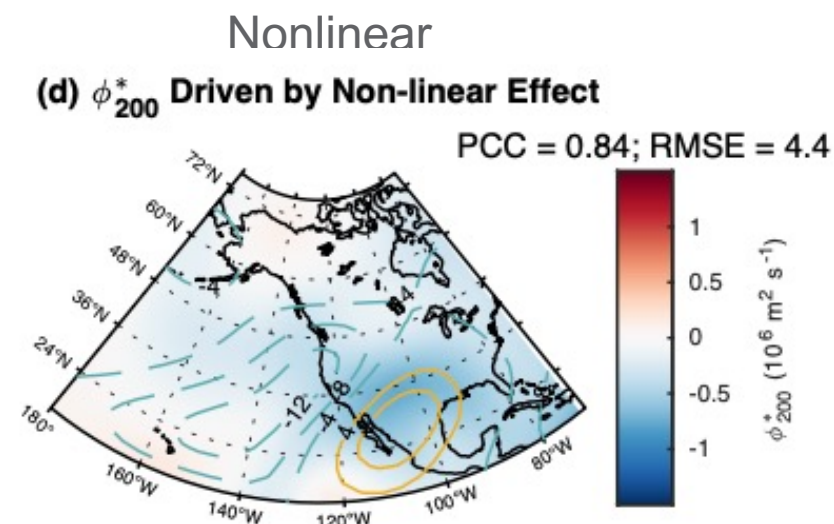 Nonlinear
(d) ϕ*200 Driven by Non-linear Effect
PCC = 0.84; RMSE = 4.4
72°N
60°N
48°N
36°N
24°N
180°
160°W
140°W
120°W
100°W
80°W
-4
-12
-4
4
8
1
0.5
0
-0.5
-1
ϕ*200 (10⁶ m² s⁻¹)